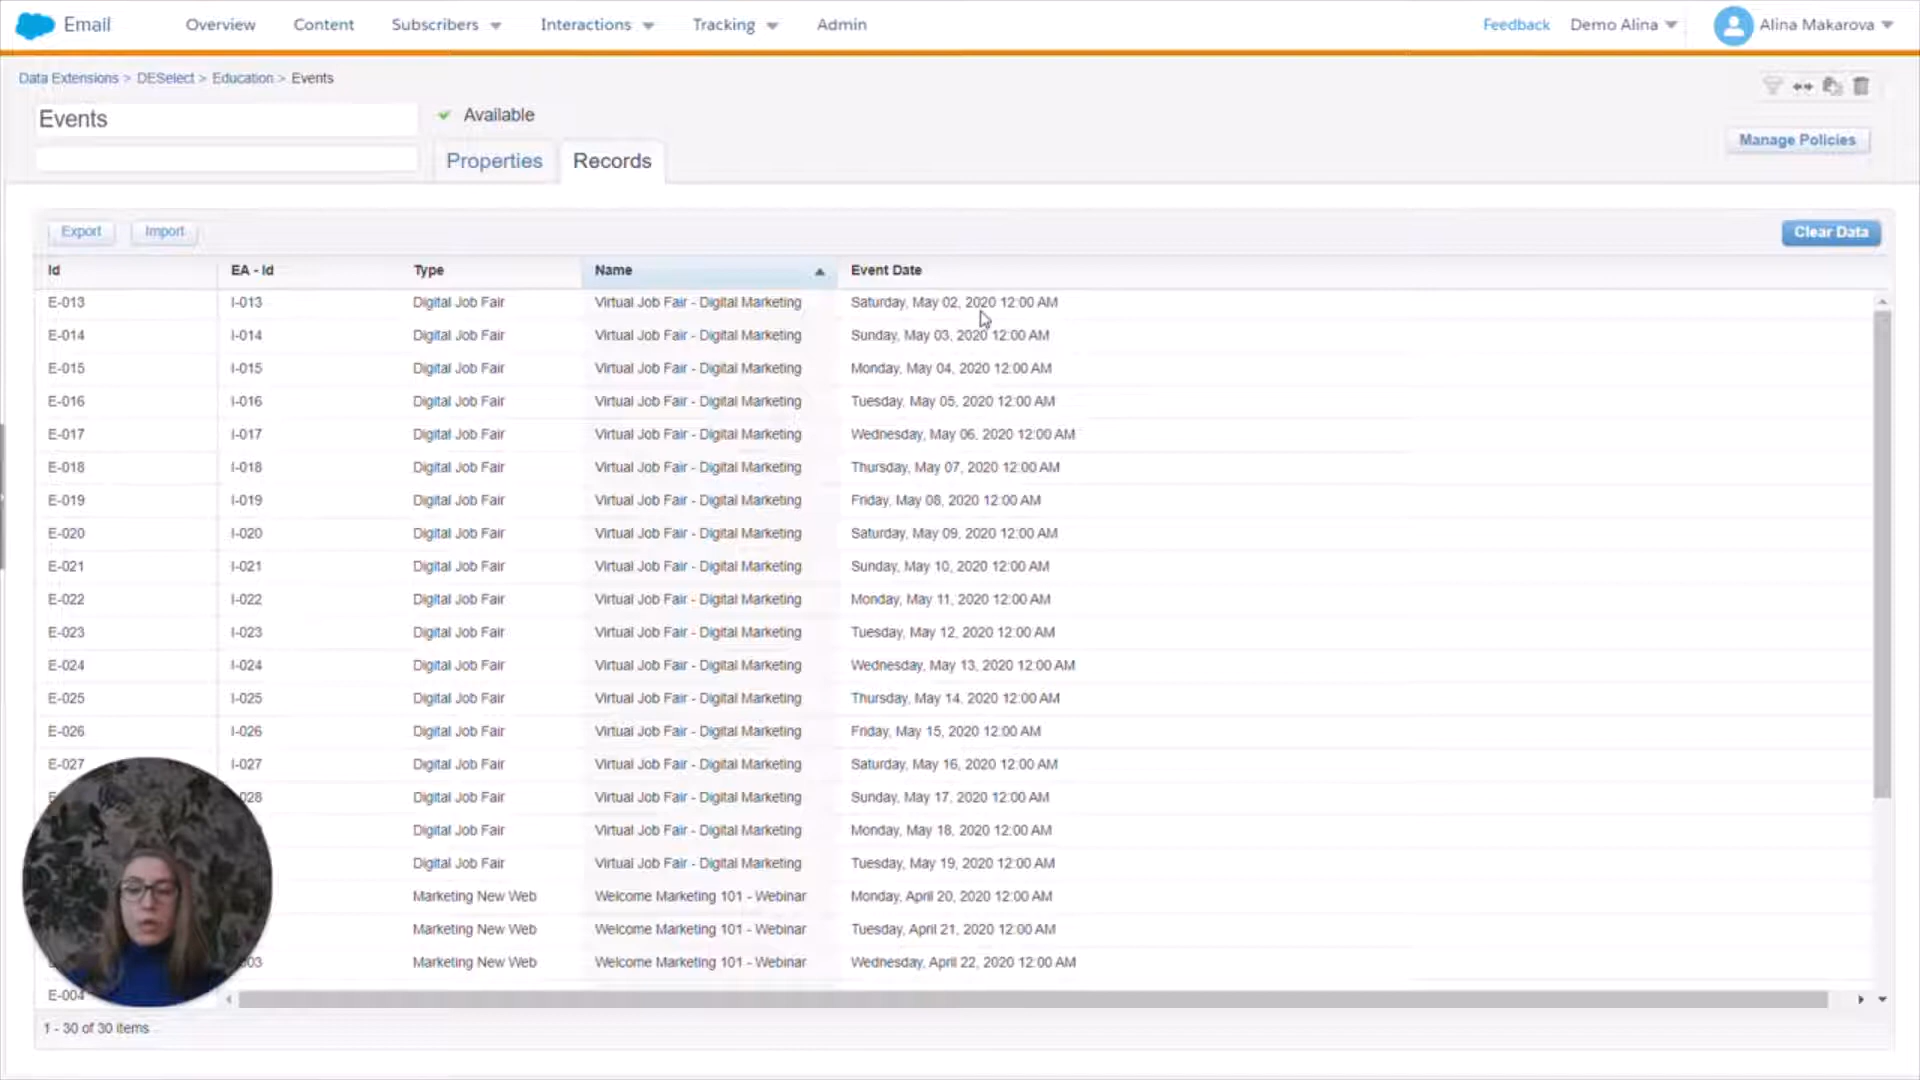 Email Overview Content Subscribers Interactions Tracking Admin Feedback Demo Alina Alina Makarova
Data Extensions > DESelect > Education > Events
Events
Available
Manage Policies
Properties Records
Export Import Clear Data
Id EA - Id Type Name Event Date
E-013 I-013 Digital Job Fair Virtual Job Fair - Digital Marketing Saturday, May 02, 2020 12:00 AM
E-014 I-014 Digital Job Fair Virtual Job Fair - Digital Marketing Sunday, May 03, 2020 12:00 AM
E-015 I-015 Digital Job Fair Virtual Job Fair - Digital Marketing Monday, May 04, 2020 12:00 AM
E-016 I-016 Digital Job Fair Virtual Job Fair - Digital Marketing Tuesday, May 05, 2020 12:00 AM
E-017 I-017 Digital Job Fair Virtual Job Fair - Digital Marketing Wednesday, May 06, 2020 12:00 AM
E-018 I-018 Digital Job Fair Virtual Job Fair - Digital Marketing Thursday, May 07, 2020 12:00 AM
E-019 I-019 Digital Job Fair Virtual Job Fair - Digital Marketing Friday, May 08, 2020 12:00 AM
E-020 I-020 Digital Job Fair Virtual Job Fair - Digital Marketing Saturday, May 09, 2020 12:00 AM
E-021 I-021 Digital Job Fair Virtual Job Fair - Digital Marketing Sunday, May 10, 2020 12:00 AM
E-022 I-022 Digital Job Fair Virtual Job Fair - Digital Marketing Monday, May 11, 2020 12:00 AM
E-023 I-023 Digital Job Fair Virtual Job Fair - Digital Marketing Tuesday, May 12, 2020 12:00 AM
E-024 I-024 Digital Job Fair Virtual Job Fair - Digital Marketing Wednesday, May 13, 2020 12:00 AM
E-025 I-025 Digital Job Fair Virtual Job Fair - Digital Marketing Thursday, May 14, 2020 12:00 AM
E-026 I-026 Digital Job Fair Virtual Job Fair - Digital Marketing Friday, May 15, 2020 12:00 AM
E-027 I-027 Digital Job Fair Virtual Job Fair - Digital Marketing Saturday, May 16, 2020 12:00 AM
028 Digital Job Fair Virtual Job Fair - Digital Marketing Sunday, May 17, 2020 12:00 AM
Digital Job Fair Virtual Job Fair - Digital Marketing Monday, May 18, 2020 12:00 AM
Digital Job Fair Virtual Job Fair - Digital Marketing Tuesday, May 19, 2020 12:00 AM
Marketing New Web Welcome Marketing 101 - Webinar Monday, April 20, 2020 12:00 AM
Marketing New Web Welcome Marketing 101 - Webinar Tuesday, April 21, 2020 12:00 AM
003 Marketing New Web Welcome Marketing 101 - Webinar Wednesday, April 22, 2020 12:00 AM
E-004
1 - 30 of 30 items